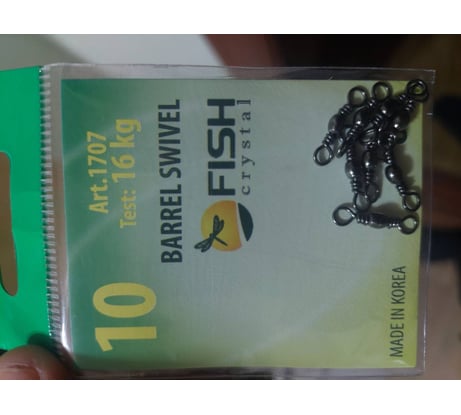 10
Art.1707
Test: 16 kg
BARREL SWIVEL
FISH
crystal
MADE IN KOREA